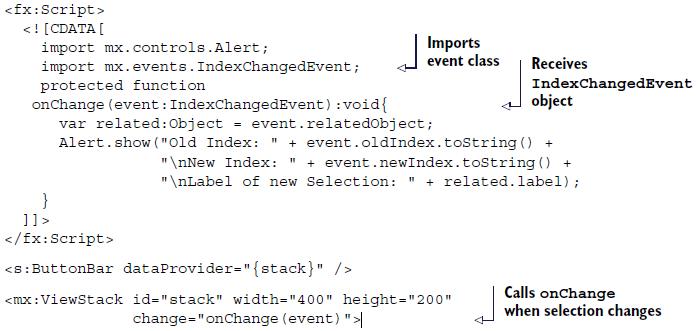 <fx:Script>
<![CDATA[
import mx.controls.Alert;
import mx.events.IndexChangedEvent;
Imports
event class
protected function
onChange(event:IndexChangedEvent):void{
Receives
IndexChangedEvent
object
var related:Object = event.relatedObject;
Alert.show("Old Index: " + event.oldIndex.toString() +
"\nNew Index: " + event.newIndex.toString() +
"\nLabel of new Selection: " + related.label);
}
]]>
</fx:Script>
<s:ButtonBar dataProvider="{stack}" />
<mx:ViewStack id="stack" width="400" height="200"
change="onChange(event)">
Calls onChange
when selection changes